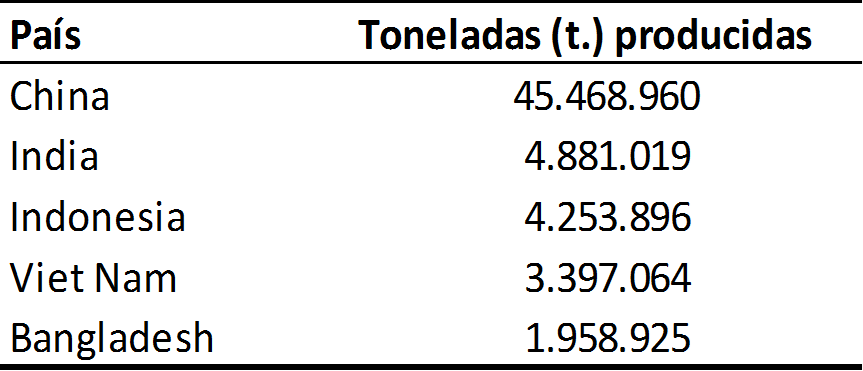 País Toneladas (t.) producidas
China 45.468.960
India 4.881.019
Indonesia 4.253.896
Viet Nam 3.397.064
Bangladesh 1.958.925